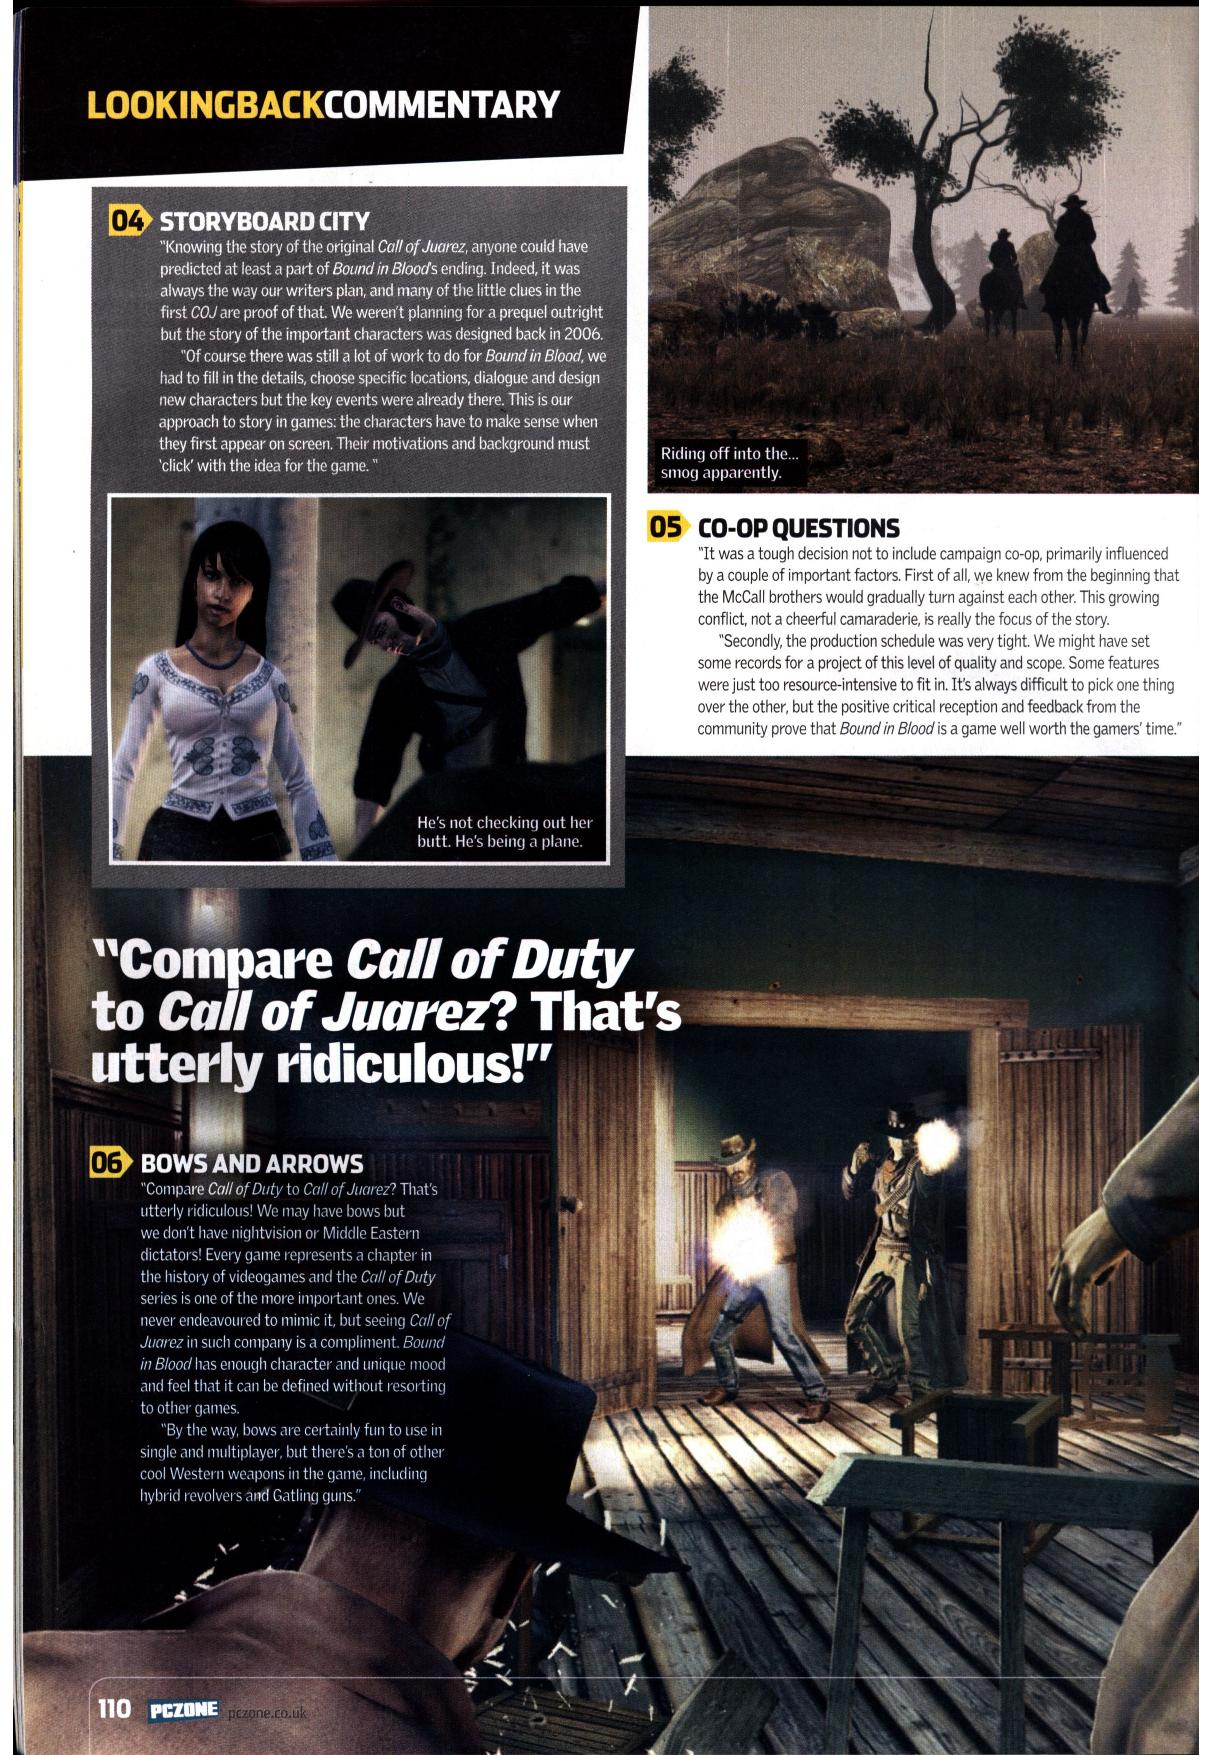 LOOKINGBACKCOMMENTARY
04 STORYBOARD CITY
"Knowing the story of the original Call of Juarez, anyone could have
predicted at least a part of Bound in Blood's ending. Indeed, it was
always the way our writers plan, and many of the little clues in the
first COJ are proof of that. We weren't planning for a prequel outright
but the story of the important characters was designed back in 2006.
"Of course there was still a lot of work to do for Bound in Blood, we
had to fill in the details, choose specific locations, dialogue and design
new characters but the key events were already there. This is our
approach to story in games: the characters have to make sense when
they first appear on screen. Their motivations and background must
'click' with the idea for the game. "
He's not checking out her
butt. He's being a plane.
Riding off into the...
smog apparently.
05 CO-OP QUESTIONS
"It was a tough decision not to include campaign co-op, primarily influenced
by a couple of important factors. First of all, we knew from the beginning that
the McCall brothers would gradually turn against each other. This growing
conflict, not a cheerful camaraderie, is really the focus of the story.
"Secondly, the production schedule was very tight. We might have set
some records for a project of this level of quality and scope. Some features
were just too resource-intensive to fit in. It's always difficult to pick one thing
over the other, but the positive critical reception and feedback from the
community prove that Bound in Blood is a game well worth the gamers' time."
"Compare Call of Duty
to Call of Juarez? That's
utterly ridiculous!"
06 BOWS AND ARROWS
"Compare Call of Duty to Call of Juarez? That's
utterly ridiculous! We may have bows but
we don't have nightvision or Middle Eastern
dictators! Every game represents a chapter in
the history of videogames and the Call of Duty
series is one of the more important ones. We
never endeavoured to mimic it, but seeing Call of
Juarez in such company is a compliment. Bound
in Blood has enough character and unique mood
and feel that it can be defined without resorting
to other games.
"By the way, bows are certainly fun to use in
single and multiplayer, but there's a ton of other
cool Western weapons in the game, including
hybrid revolvers and Gatling guns."
110 PCZONE pczone.co.uk